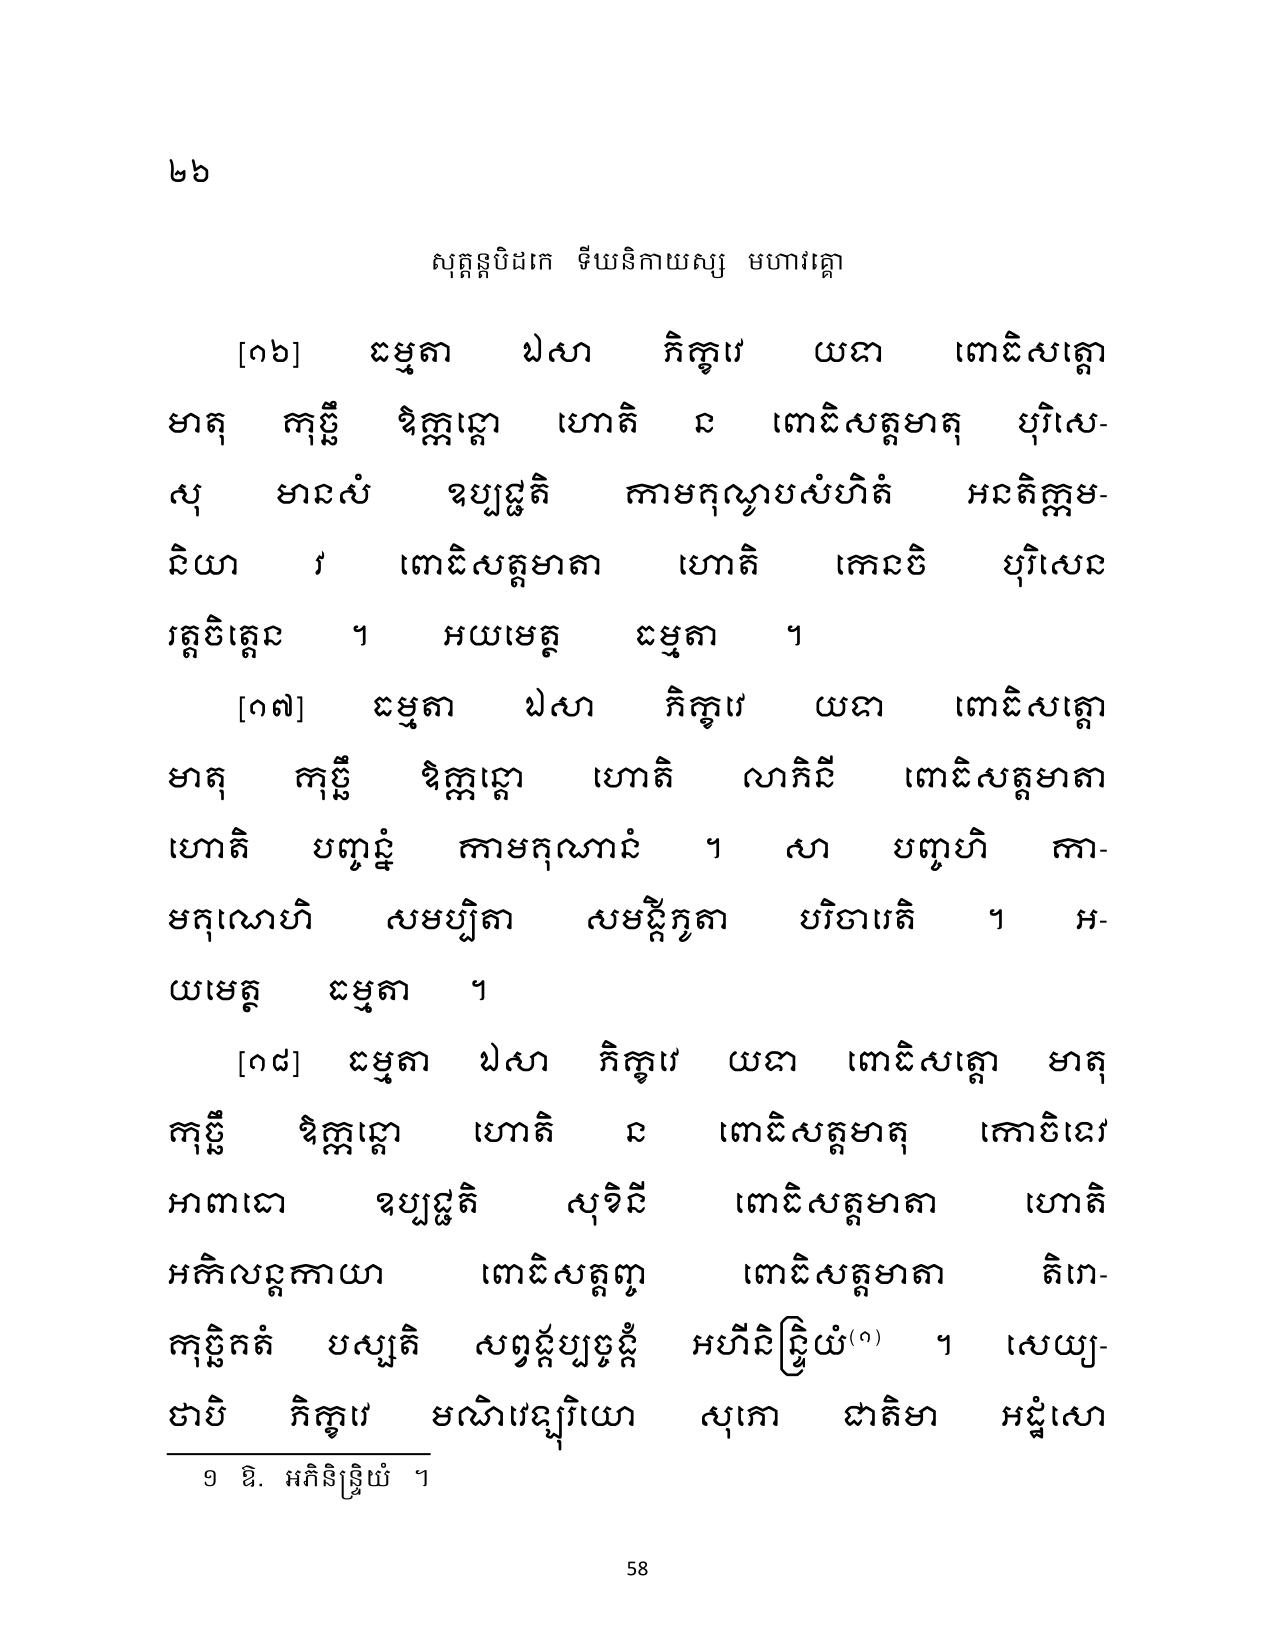 ២៦
សុត្តន្តបិដកេ ទីឃនិកាយស្ស មហាវគ្គោ
[១៦] ធម្មតា ឯសា ភិក្ខវេ យទា ពោធិសត្តោ
មាតុ កុច្ឆឹ ឱក្កន្តោ ហោតិ ន ពោធិសត្តមាតុ បុរិសេ-
សុ មានសំ ឧប្បជ្ជតិ កាមគុណូបសំហិតំ អនតិក្កម-
និយា វ ពោធិសត្តមាតា ហោតិ កេនចិ បុរិសេន
រត្តចិត្តេន ។ អយមេត្ថ ធម្មតា ។
[១៧] ធម្មតា ឯសា ភិក្ខវេ យទា ពោធិសត្តោ
មាតុ កុច្ឆឹ ឱក្កន្តោ ហោតិ លាភិនី ពោធិសត្តមាតា
ហោតិ បញ្ចន្នំ កាមគុណានំ ។ សា បញ្ចហិ កា-
មគុណេហិ សមប្បិតា សមង្គីភូតា បរិចារេតិ ។ អ-
យមេត្ថ ធម្មតា ។
[១៨] ធម្មតា ឯសា ភិក្ខវេ យទា ពោធិសត្តោ មាតុ
កុច្ឆឹ ឱក្កន្តោ ហោតិ ន ពោធិសត្តមាតុ កោចិទេវ
អាពាធោ ឧប្បជ្ជតិ សុខិនី ពោធិសត្តមាតា ហោតិ
អកិលន្តកាយា ពោធិសត្តញ្ច ពោធិសត្តមាតា តិរោ-
កុច្ឆិគតំ បស្សតិ សព្វង្គប្បច្ចង្គំ អហីនិន្ទ្រិយំ(១) ។ សេយ្យ-
ថាបិ ភិក្ខវេ មណិវេឡុរិយោ សុភោ ជាតិមា អដ្ឋំសោ
១ ឱ. អភិនិន្ទ្រិយំ ។
58